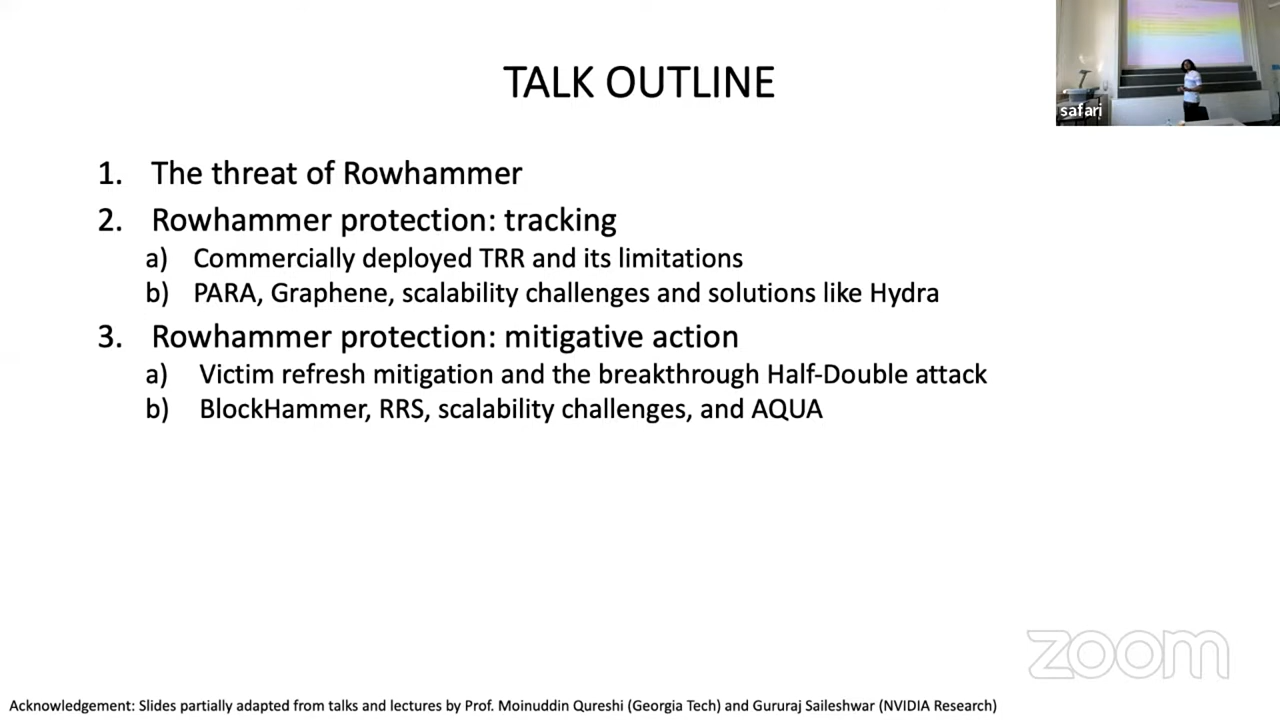 safari
TALK OUTLINE
1. The threat of Rowhammer
2. Rowhammer protection: tracking
a) Commercially deployed TRR and its limitations
b) PARA, Graphene, scalability challenges and solutions like Hydra
3. Rowhammer protection: mitigative action
a) Victim refresh mitigation and the breakthrough Half-Double attack
b) BlockHammer, RRS, scalability challenges, and AQUA
zoom
Acknowledgement: Slides partially adapted from talks and lectures by Prof. Moinuddin Qureshi (Georgia Tech) and Gururaj Saileshwar (NVIDIA Research)